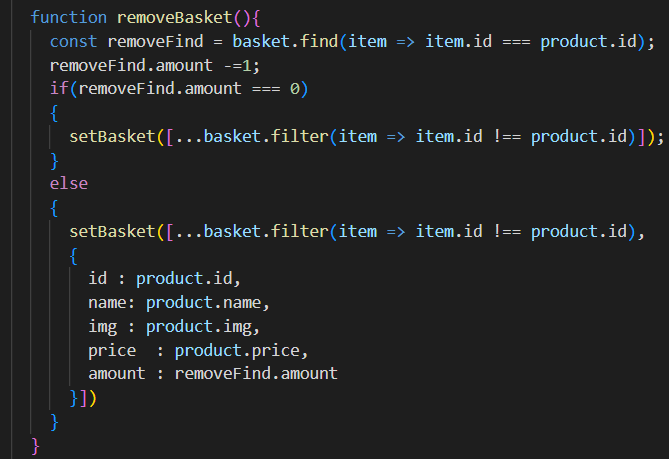 function removeBasket(){
const removeFind = basket.find(item => item.id === product.id);
removeFind.amount -=1;
if(removeFind.amount === 0)
{
setBasket([...basket.filter(item => item.id !== product.id)]);
}
else
{
setBasket([...basket.filter(item => item.id !== product.id),
{
id : product.id,
name: product.name,
img : product.img,
price  : product.price,
amount : removeFind.amount
}])
}
}